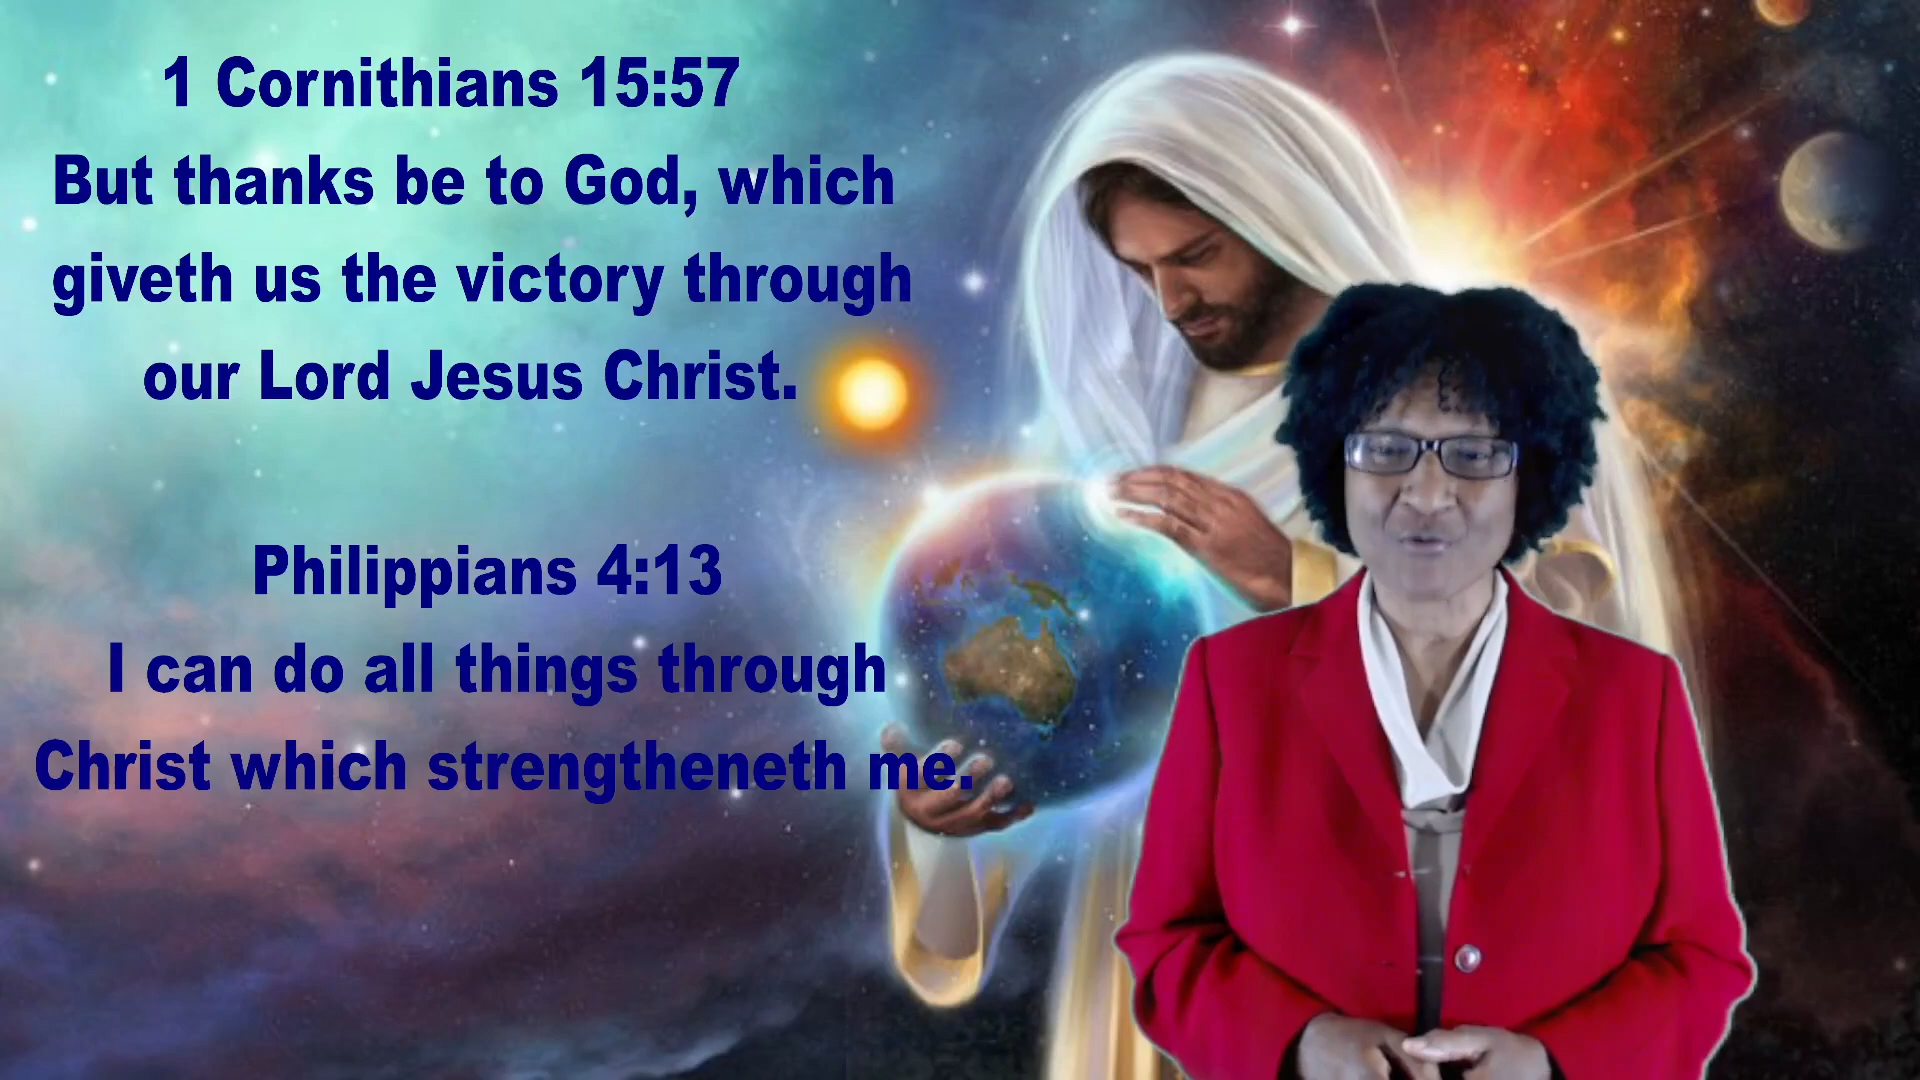 1 Cornithians 15:57
But thanks be to God, which
giveth us the victory through
our Lord Jesus Christ.
Philippians 4:13
I can do all things through
Christ which strengtheneth me.